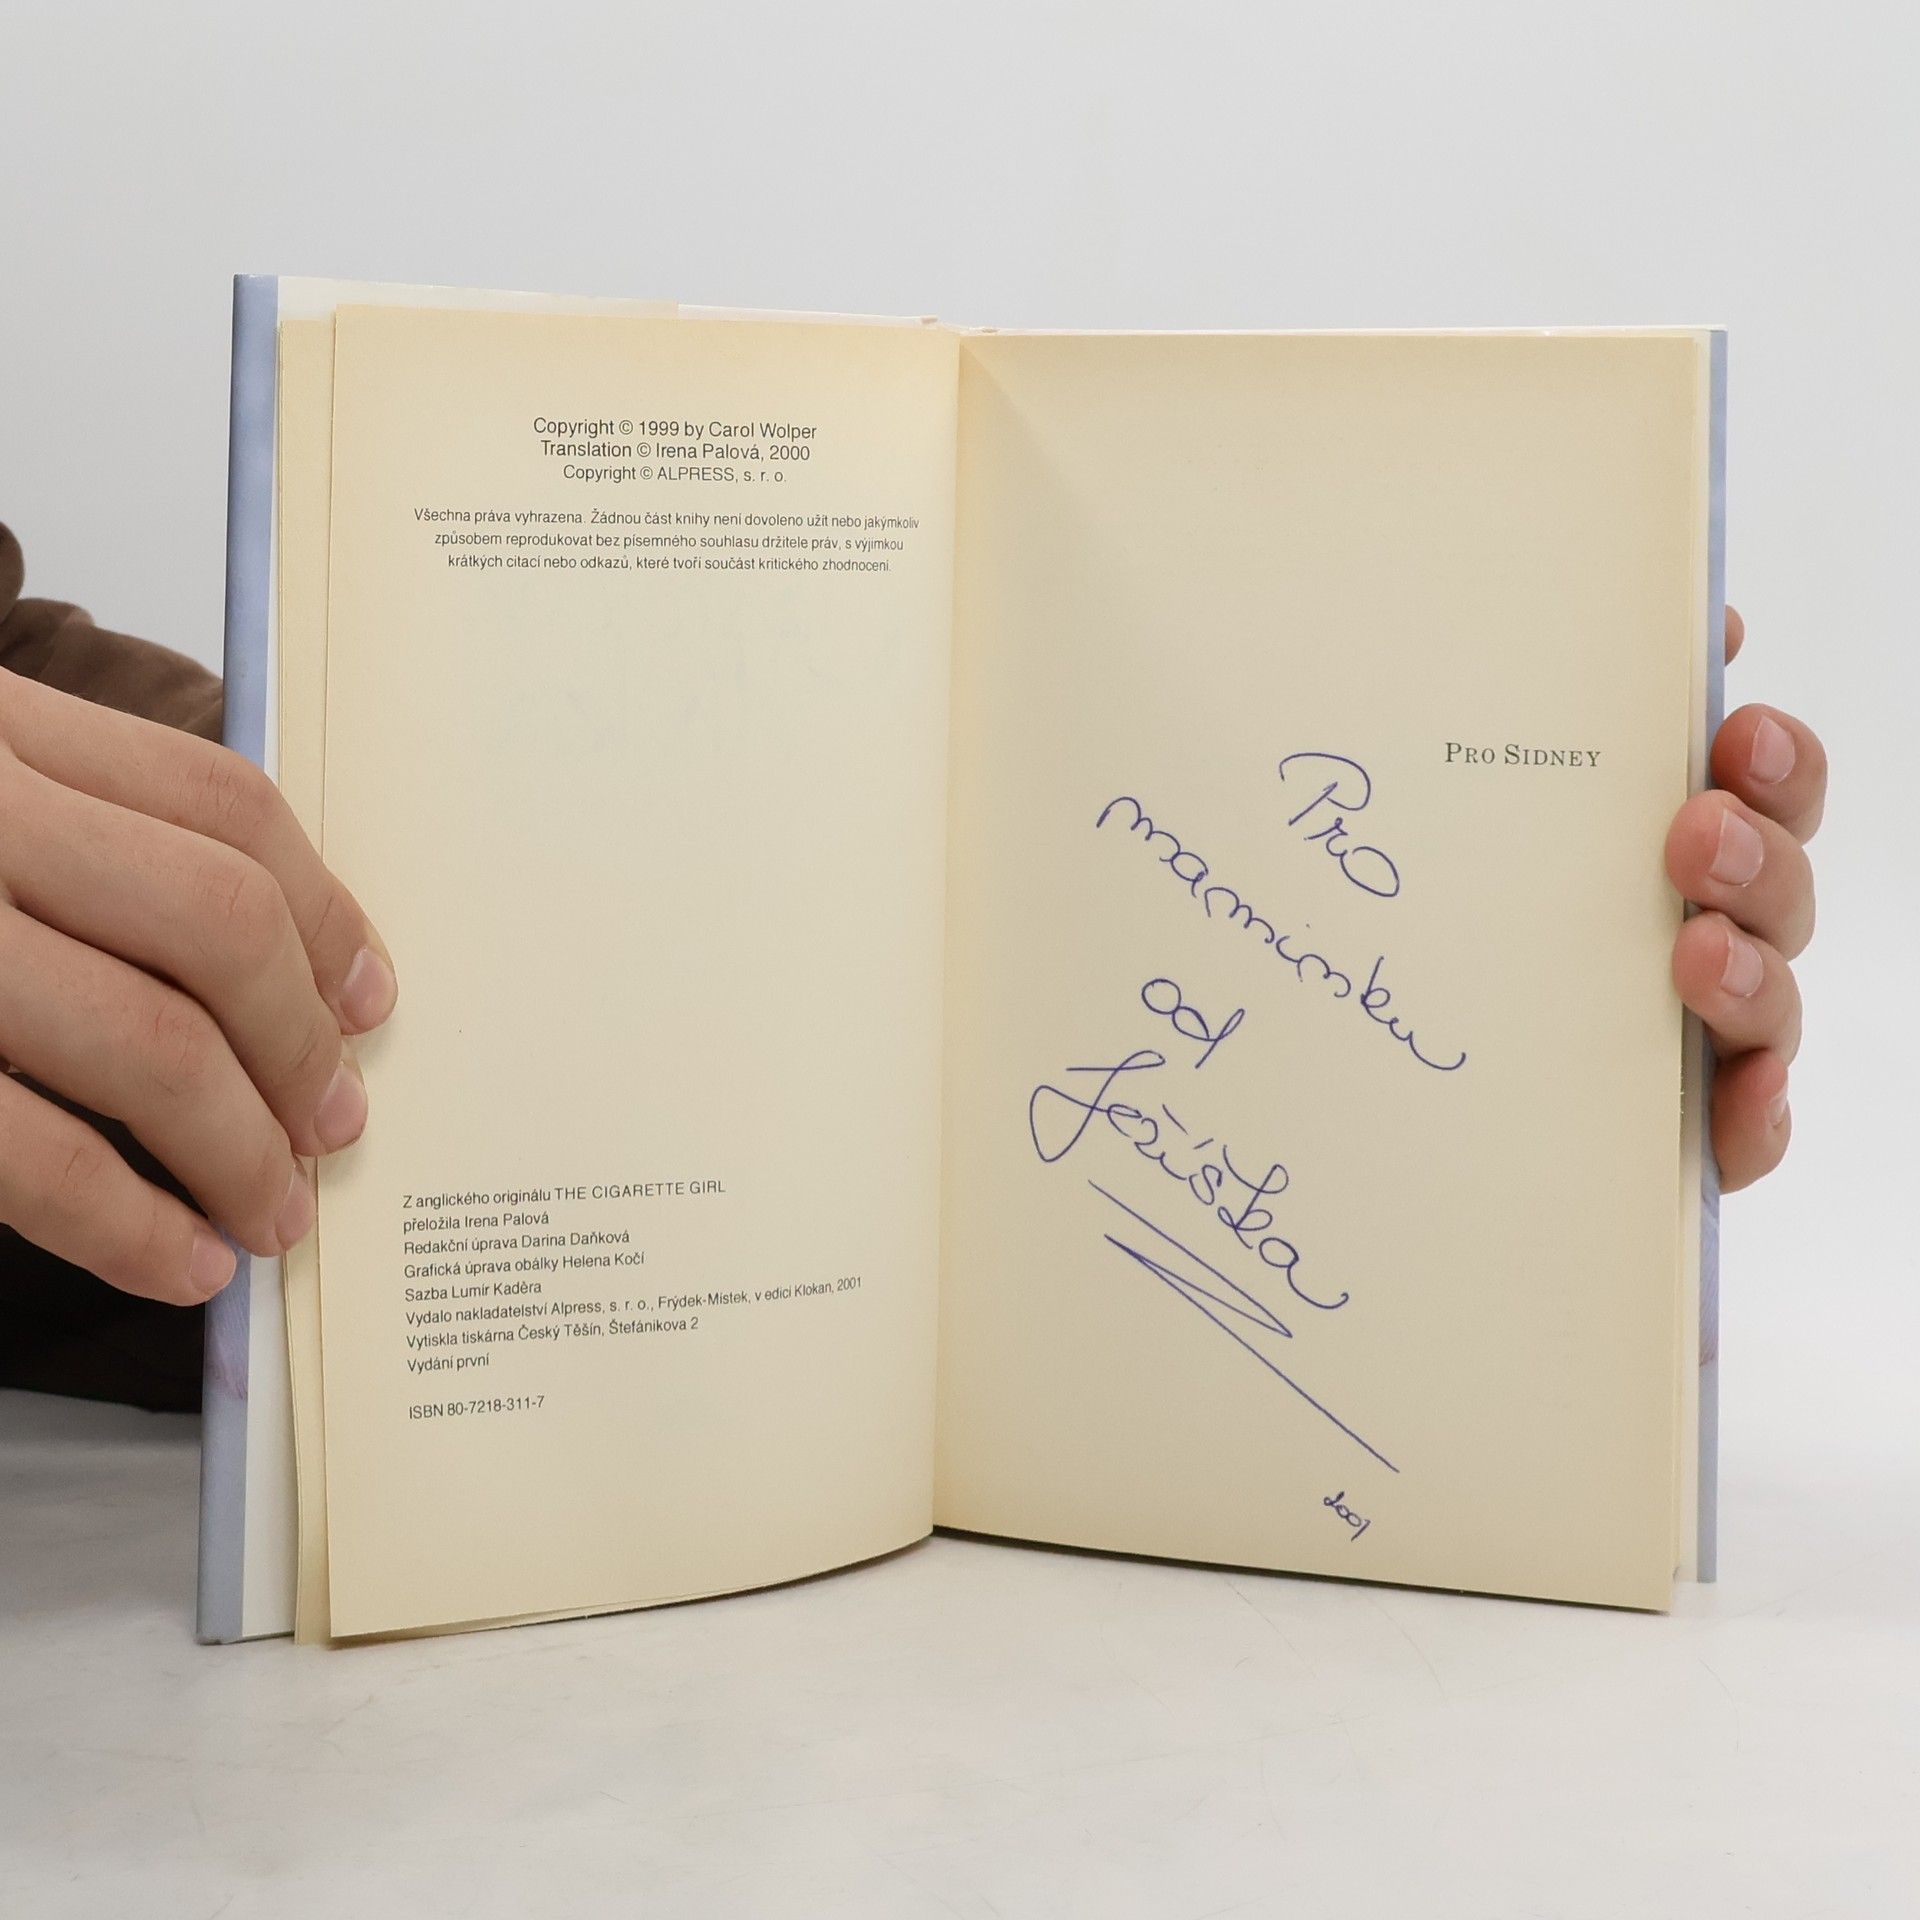 Copyright © 1999 by Carol Wolper
Translation © Irena Palová, 2000
Copyright © ALPRESS, s. r. o.
Všechna práva vyhrazena. Žádnou část knihy není dovoleno užít nebo jakýmkoliv
způsobem reprodukovat bez písemného souhlasu držitele práv, s výjimkou
krátkých citací nebo odkazů, které tvoří součást kritického zhodnocení.
Z anglického originálu THE CIGARETTE GIRL
přeložila Irena Palová
Redakční úprava Darina Daňková
Grafická úprava obálky Helena Kočí
Sazba Lumír Kaděra
Vydalo nakladatelství Alpress, s. r. o., Frýdek-Místek, v edici Klokan, 2001
Vytiskla tiskárna Český Těšín, Štefánikova 2
Vydání první
ISBN 80-7218-311-7
PRO SIDNEY
Pro
maminku
od
Ježíška
2001